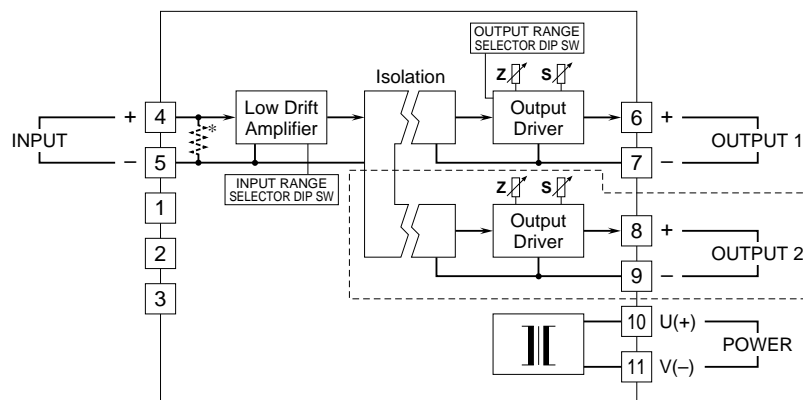 OUTPUT RANGE
SELECTOR DIP SW
Isolation
Z
S
INPUT
+
4
*
Low Drift
Amplifier
Output
Driver
6
+
OUTPUT 1
–
5
7
–
INPUT RANGE
SELECTOR DIP SW
1
Z
S
2
Output
Driver
8
+
OUTPUT 2
9
–
3
10
U(+)
POWER
11
V(–)